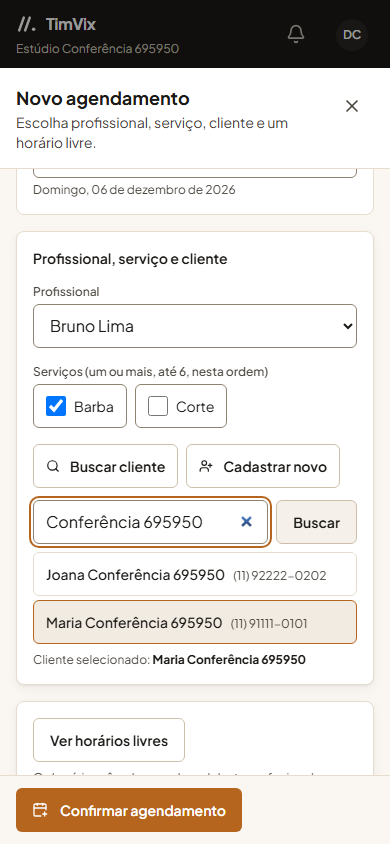 //. TimVix
Estúdio Conferência 695950
DC
Novo agendamento
Escolha profissional, serviço, cliente e um
horário livre.
Domingo, 06 de dezembro de 2026
Profissional, serviço e cliente
Profissional
Bruno Lima
Serviços (um ou mais, até 6, nesta ordem)
Barba
Corte
Buscar cliente
Cadastrar novo
Conferência 695950
Buscar
Joana Conferência 695950 (11) 92222-0202
Maria Conferência 695950 (11) 91111-0101
Cliente selecionado: Maria Conferência 695950
Ver horários livres
Confirmar agendamento